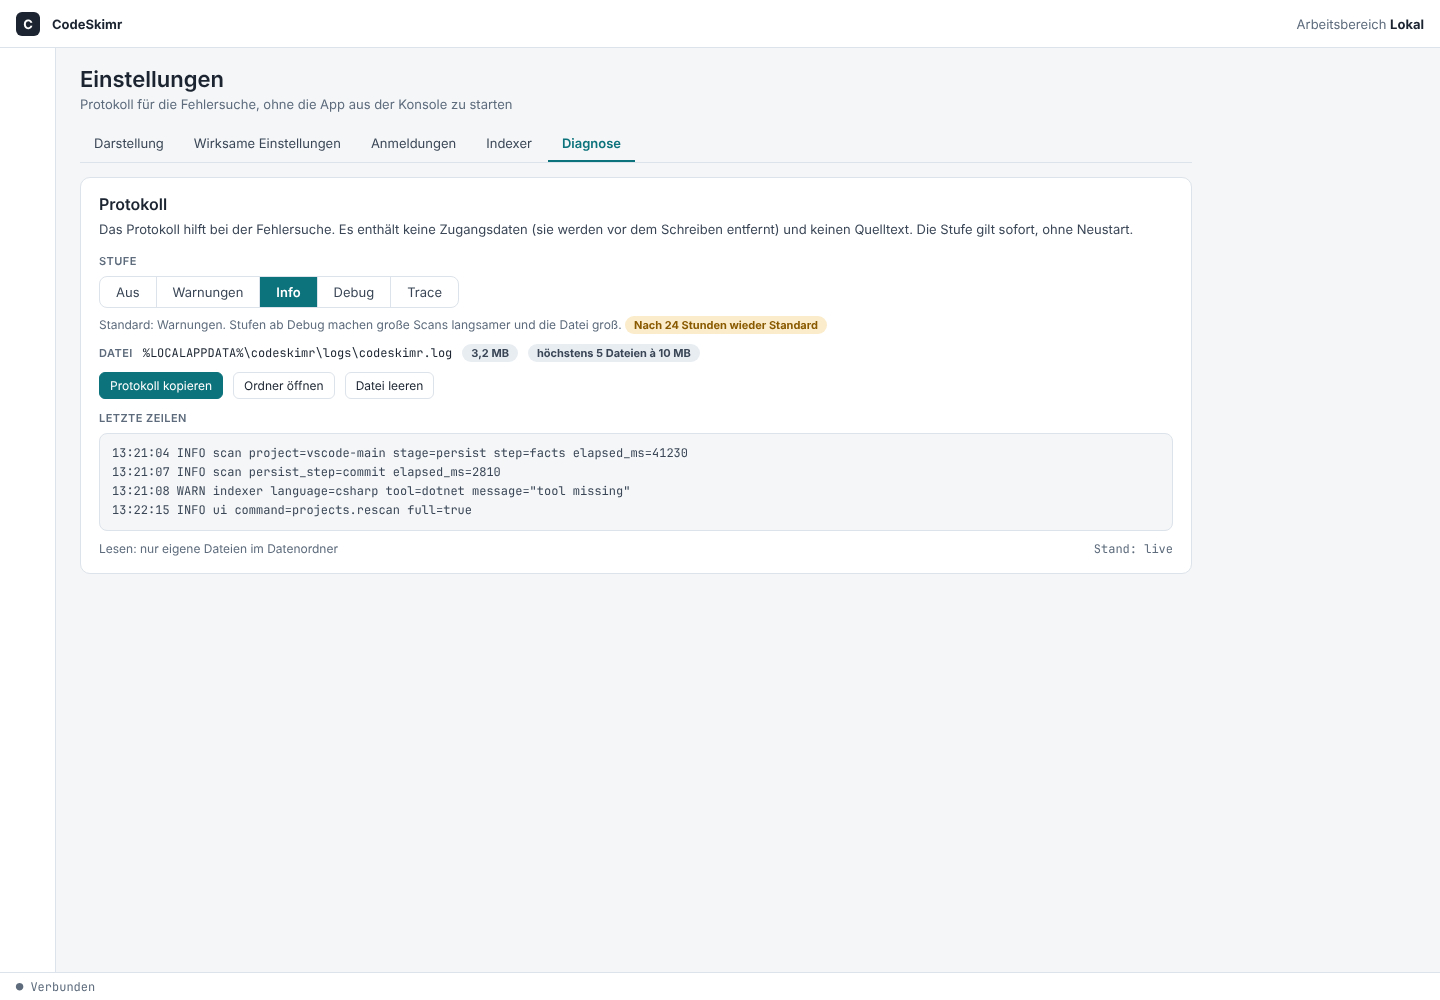 C CodeSkimr Arbeitsbereich Lokal
Einstellungen
Protokoll für die Fehlersuche, ohne die App aus der Konsole zu starten
Darstellung Wirksame Einstellungen Anmeldungen Indexer Diagnose
Protokoll
Das Protokoll hilft bei der Fehlersuche. Es enthält keine Zugangsdaten (sie werden vor dem Schreiben entfernt) und keinen Quelltext. Die Stufe gilt sofort, ohne Neustart.
STUFE
Aus Warnungen Info Debug Trace
Standard: Warnungen. Stufen ab Debug machen große Scans langsamer und die Datei groß. Nach 24 Stunden wieder Standard
DATEI %LOCALAPPDATA%\codeskimr\logs\codeskimr.log 3,2 MB höchstens 5 Dateien à 10 MB
Protokoll kopieren Ordner öffnen Datei leeren
LETZTE ZEILEN
13:21:04 INFO scan project=vscode-main stage=persist step=facts elapsed_ms=41230
13:21:07 INFO scan persist_step=commit elapsed_ms=2810
13:21:08 WARN indexer language=csharp tool=dotnet message="tool missing"
13:22:15 INFO ui command=projects.rescan full=true
Lesen: nur eigene Dateien im Datenordner Stand: live
Verbunden